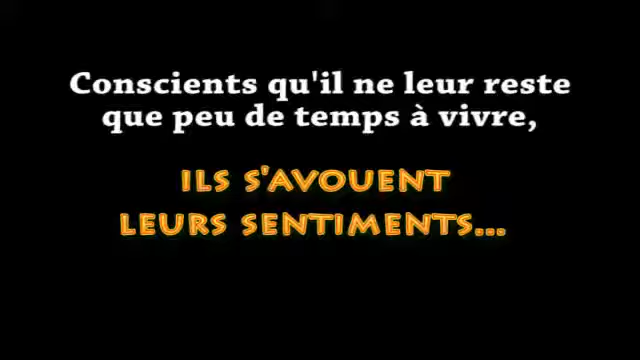 Conscients qu'il ne leur reste
que peu de temps à vivre,
ILS S'AVOUENT
LEURS SENTIMENTS...